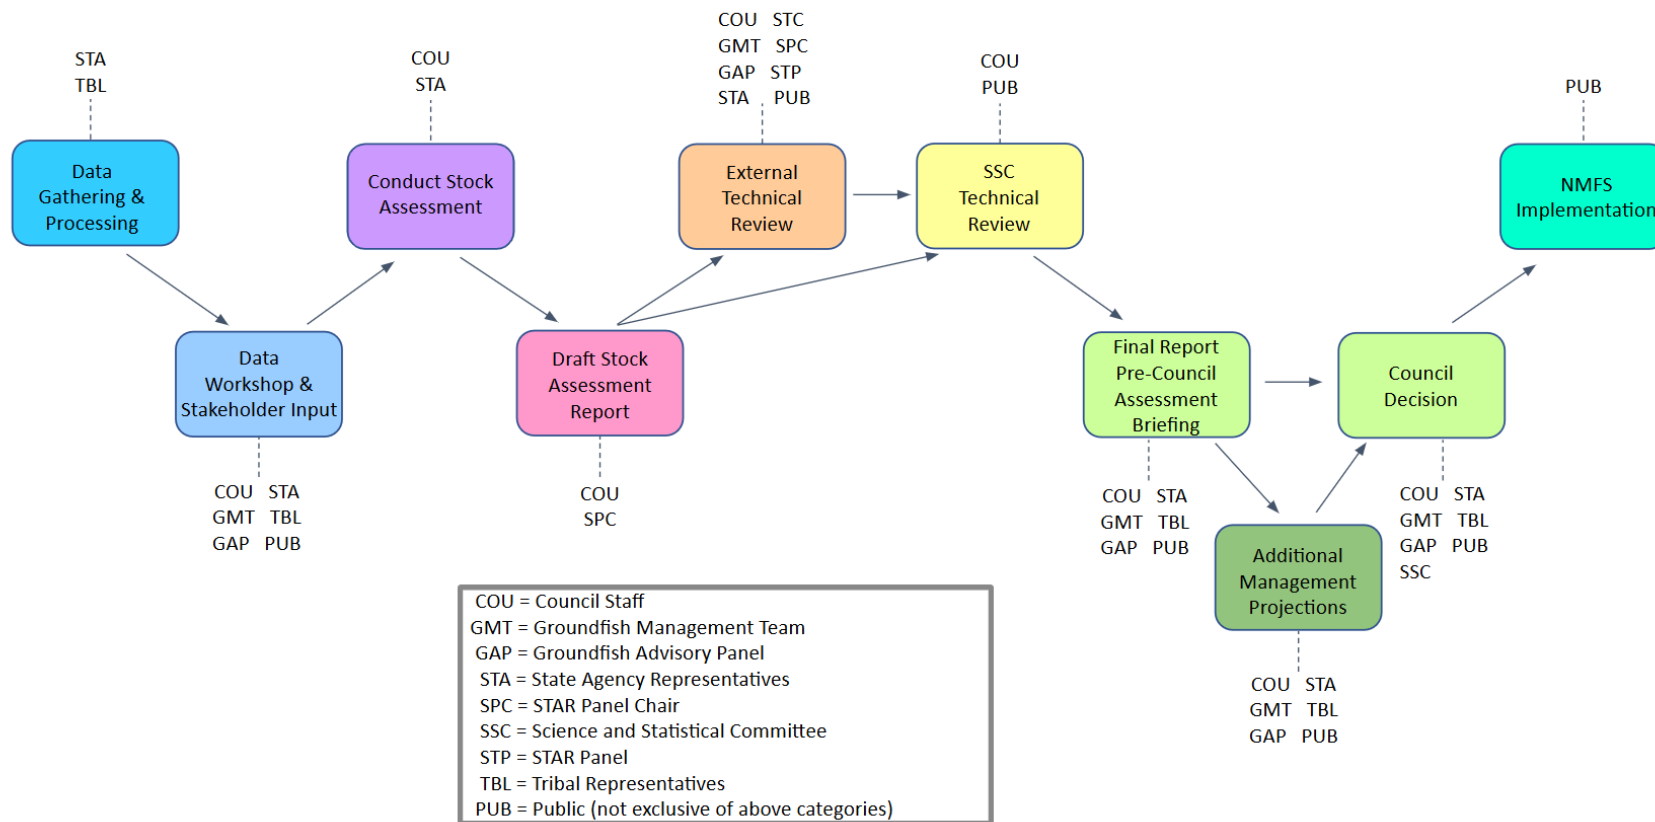 COU STC
GMT SPC
GAP STP
STA PUB
STA
TBL
COU
STA
COU
PUB
PUB
Data
Gathering &
Processing
Conduct Stock
Assessment
External
Technical
Review
SSC
Technical
Review
NMFS
Implementation
Data
Workshop &
Stakeholder Input
Draft Stock
Assessment
Report
Final Report
Pre-Council
Assessment
Briefing
Council
Decision
COU STA
GMT TBL
GAP PUB
COU
SPC
COU STA
GMT TBL
GAP PUB
COU STA
GMT TBL
GAP PUB
SSC
Additional
Management
Projections
COU STA
GMT TBL
GAP PUB
COU = Council Staff
GMT = Groundfish Management Team
GAP = Groundfish Advisory Panel
STA = State Agency Representatives
SPC = STAR Panel Chair
SSC = Science and Statistical Committee
STP = STAR Panel
TBL = Tribal Representatives
PUB = Public (not exclusive of above categories)